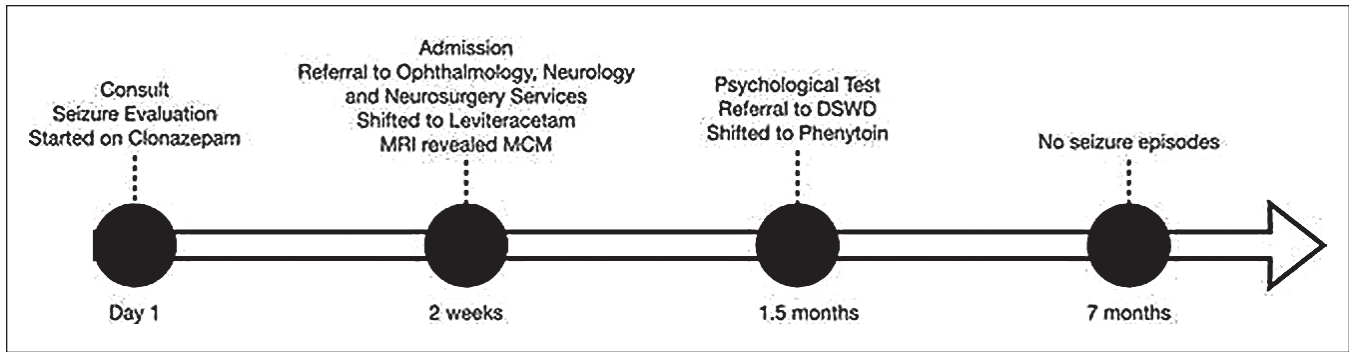 Consult
Seizure Evaluation
Started on Clonazepam
Admission
Referral to Ophthalmology, Neurology
and Neurosurgery Services
Shifted to Leviteracetam
MRI revealed MCM
Psychological Test
Referral to DSWD
Shifted to Phenytoin
No seizure episodes
Day 1
2 weeks
1.5 months
7 months